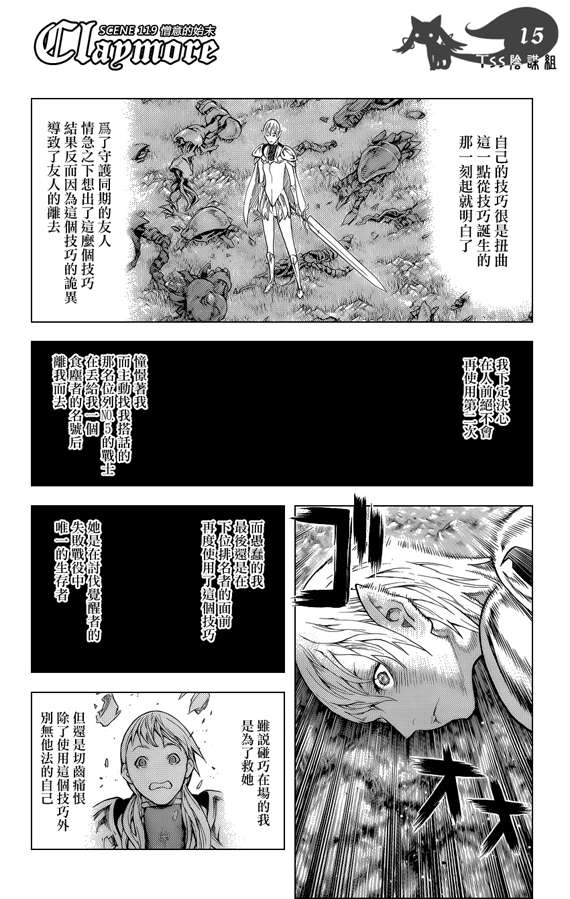 SCENE 119 憎意的始末
Claymore
15
Tss陰謀組
自己的技巧很是扭曲
這一點從技巧誕生的
那一刻起就明白了
爲了守護同期的友人
情急之下想出了這麼個技巧
結果反而因為這個技巧的詭異
導致了友人的離去
我下定決心
在人前絕不會
再使用第二次
憧憬著我
而主動找我搭話的
那名位列NO.5的戰士
在丟給我一個
食塵者的名號后
離我而去
而愚蠢的我
最後還是在
下位排名者的面前
再度使用了這個技巧
她是在討伐覺醒者的
失敗戰役中
唯一的生存者
雖說碰巧在場的我
是為了救她
但還是切齒痛恨
除了使用這個技巧外
別無他法的自己